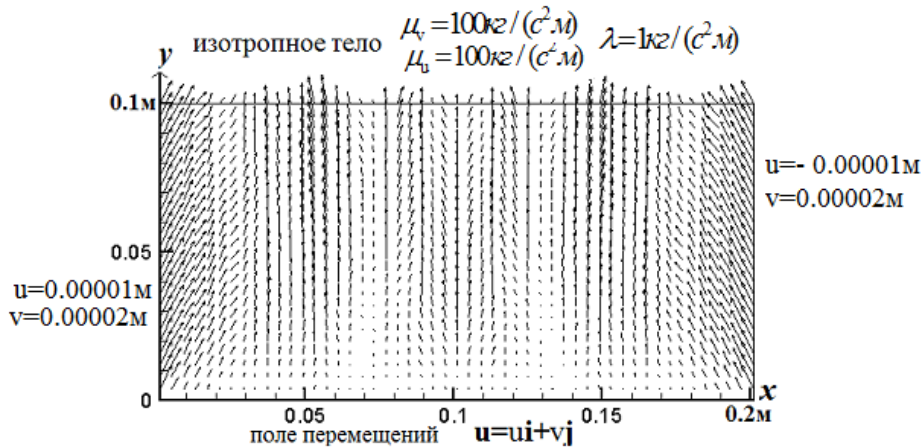 y изотропное тело μᵥ=100кг/(с²м) λ=1кг/(с²м)
μᵤ=100кг/(с²м)
0.1м
u=- 0.00001м
v=0.00002м
0.05
u=0.00001м
v=0.00002м
0 0.05 0.1 0.15 0.2м x
поле перемещений u=ui+vj